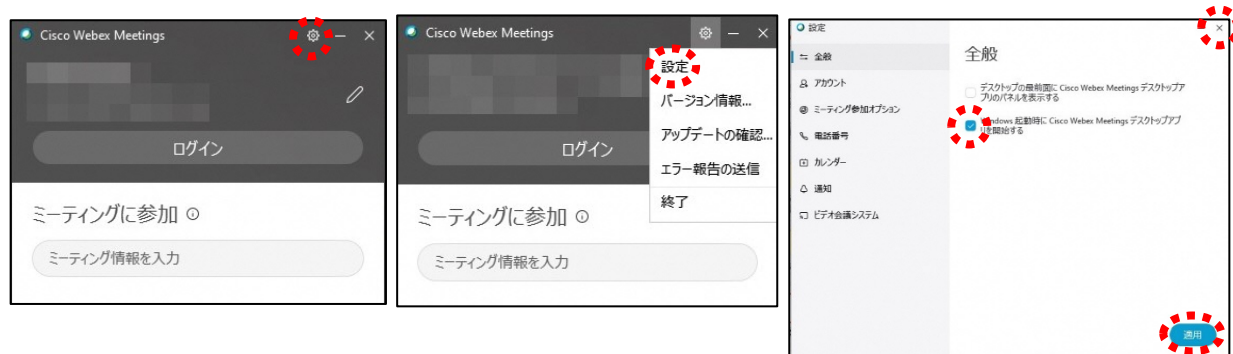 Cisco Webex Meetings
ログイン
ミーティングに参加
ミーティング情報を入力
Cisco Webex Meetings
設定
バージョン情報...
アップデートの確認...
エラー報告の送信
終了
ログイン
ミーティングに参加
ミーティング情報を入力
設定
全般
アカウント
ミーティング参加オプション
電話番号
カレンダー
通知
ビデオ会議システム
全般
デスクトップの最前面に Cisco Webex Meetings デスクトップア
プリのパネルを表示する
Windows 起動時に Cisco Webex Meetings デスクトップアプ
リを開始する
適用